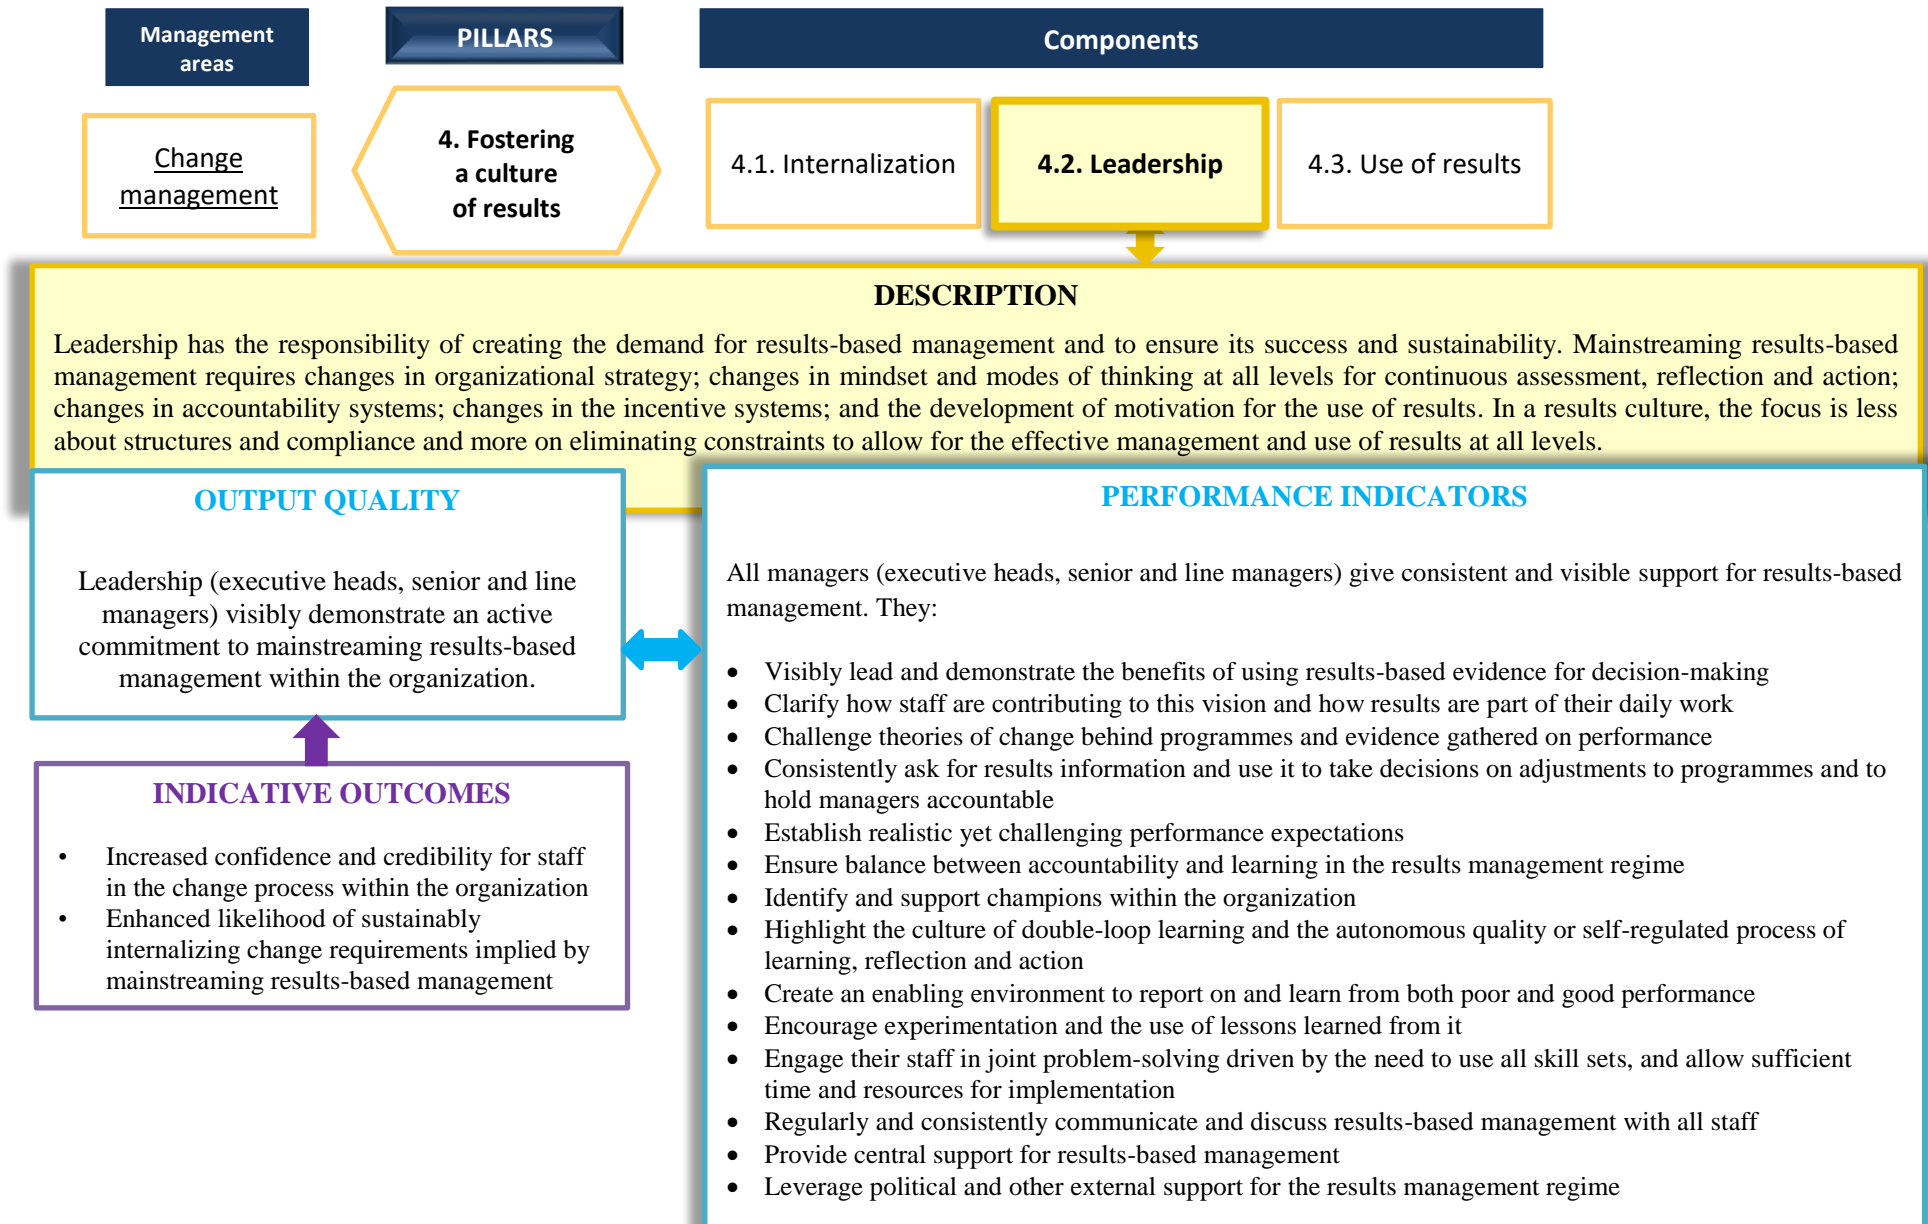 Management
areas
PILLARS
Components
Change
management
4. Fostering
a culture
of results
4.1. Internalization
4.2. Leadership
4.3. Use of results
DESCRIPTION
Leadership has the responsibility of creating the demand for results-based management and to ensure its success and sustainability. Mainstreaming results-based
management requires changes in organizational strategy; changes in mindset and modes of thinking at all levels for continuous assessment, reflection and action;
changes in accountability systems; changes in the incentive systems; and the development of motivation for the use of results. In a results culture, the focus is less
about structures and compliance and more on eliminating constraints to allow for the effective management and use of results at all levels.
OUTPUT QUALITY
Leadership (executive heads, senior and line
managers) visibly demonstrate an active
commitment to mainstreaming results-based
management within the organization.
INDICATIVE OUTCOMES
• Increased confidence and credibility for staff
in the change process within the organization
• Enhanced likelihood of sustainably
internalizing change requirements implied by
mainstreaming results-based management
PERFORMANCE INDICATORS
All managers (executive heads, senior and line managers) give consistent and visible support for results-based
management. They:
• Visibly lead and demonstrate the benefits of using results-based evidence for decision-making
• Clarify how staff are contributing to this vision and how results are part of their daily work
• Challenge theories of change behind programmes and evidence gathered on performance
• Consistently ask for results information and use it to take decisions on adjustments to programmes and to
hold managers accountable
• Establish realistic yet challenging performance expectations
• Ensure balance between accountability and learning in the results management regime
• Identify and support champions within the organization
• Highlight the culture of double-loop learning and the autonomous quality or self-regulated process of
learning, reflection and action
• Create an enabling environment to report on and learn from both poor and good performance
• Encourage experimentation and the use of lessons learned from it
• Engage their staff in joint problem-solving driven by the need to use all skill sets, and allow sufficient
time and resources for implementation
• Regularly and consistently communicate and discuss results-based management with all staff
• Provide central support for results-based management
• Leverage political and other external support for the results management regime